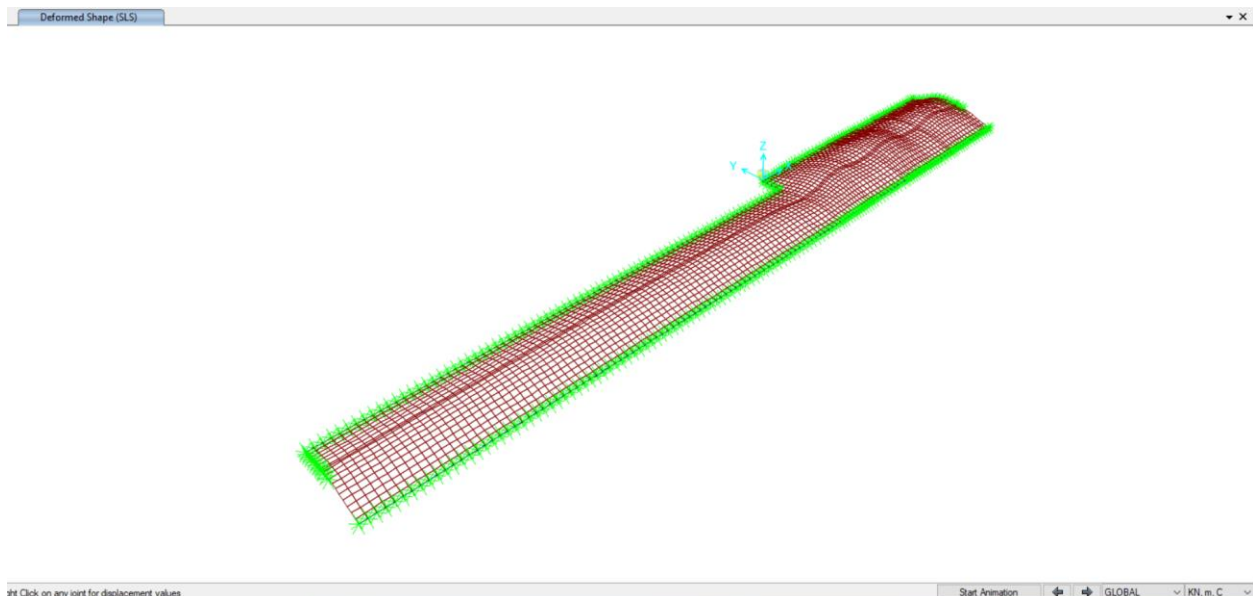 Deformed Shape (SLS)
Z
Y
X
ght Click on any joint for displacement values
Start Animation
GLOBAL
KN, m, C